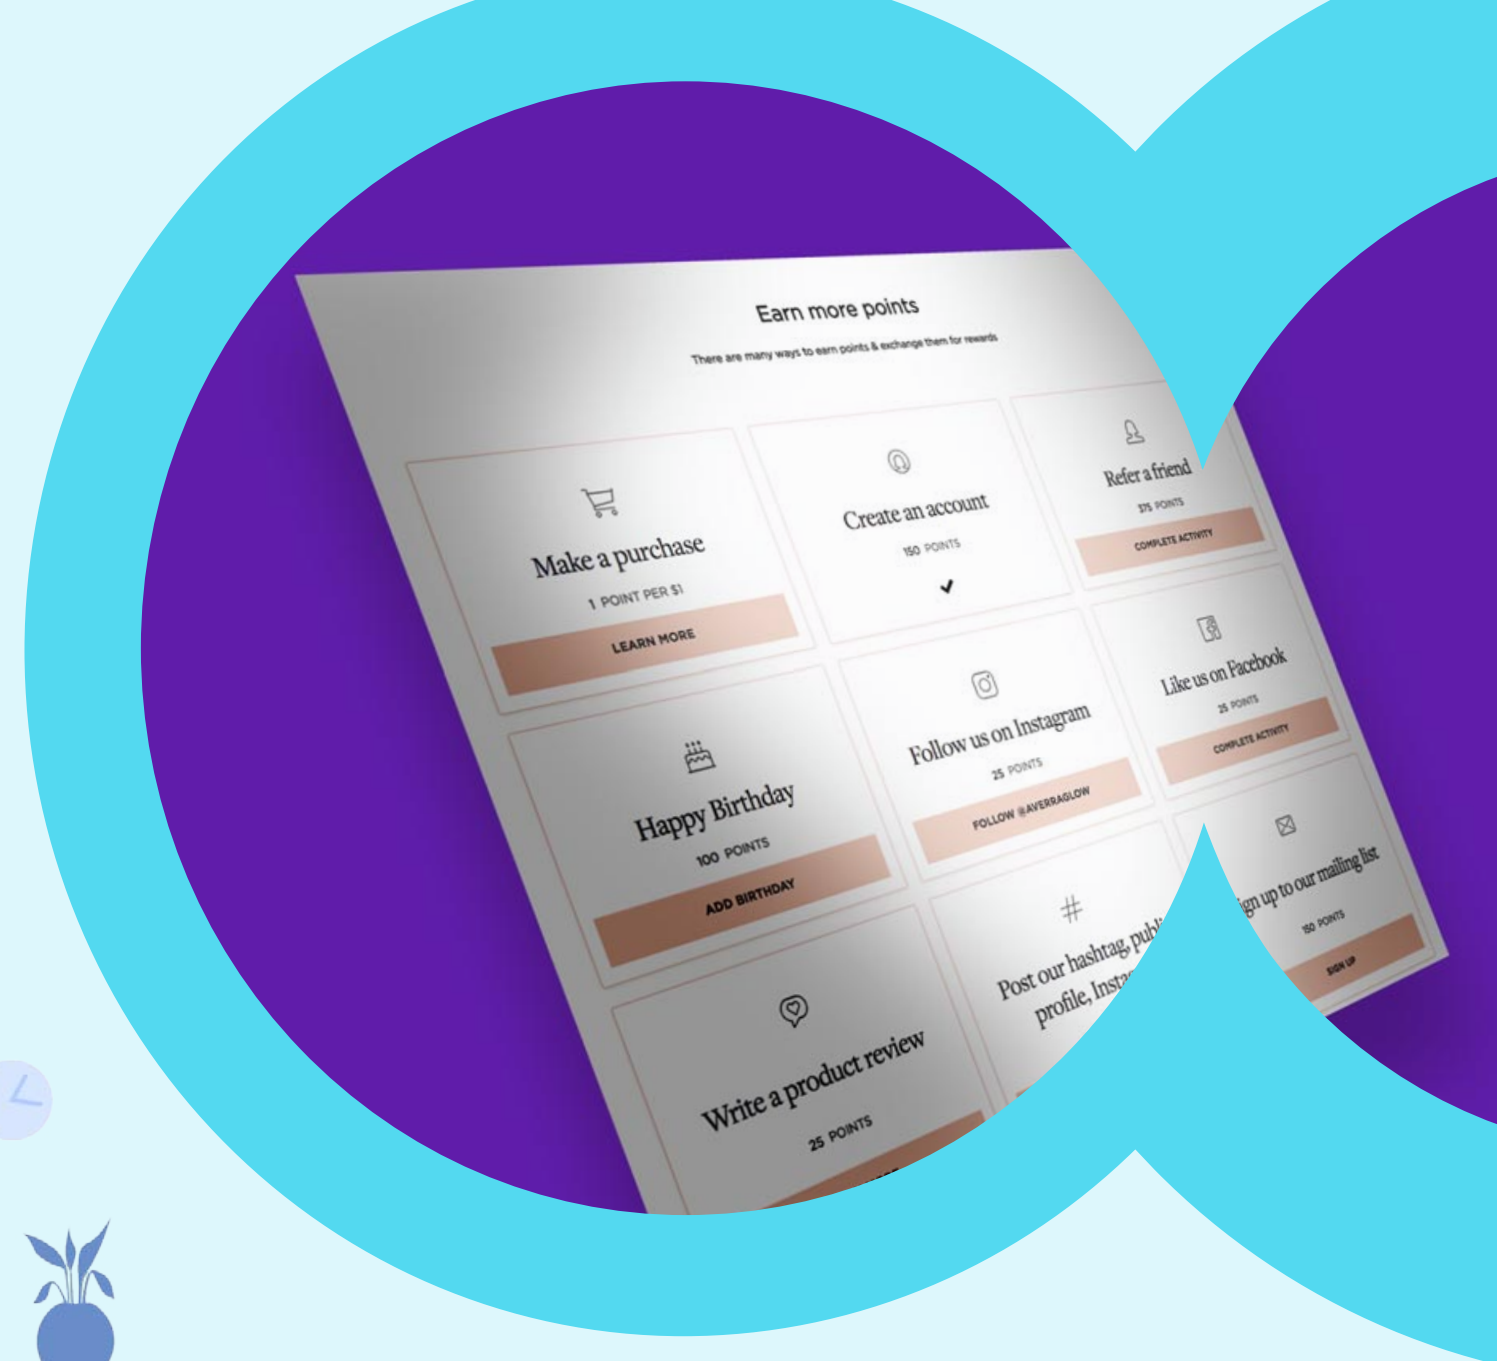 Earn more points
There are many ways to earn points & exchange them for rewards
Make a purchase
1 POINT PER $1
LEARN MORE
Create an account
150 POINTS
Refer a friend
375 POINTS
COMPLETE ACTIVITY
Happy Birthday
100 POINTS
ADD BIRTHDAY
Follow us on Instagram
25 POINTS
FOLLOW @AVERRAGLOW
Like us on Facebook
25 POINTS
COMPLETE ACTIVITY
Write a product review
25 POINTS
#
Post our hashtag,
profile,
up to our mailing list
150 POINTS
SIGN UP